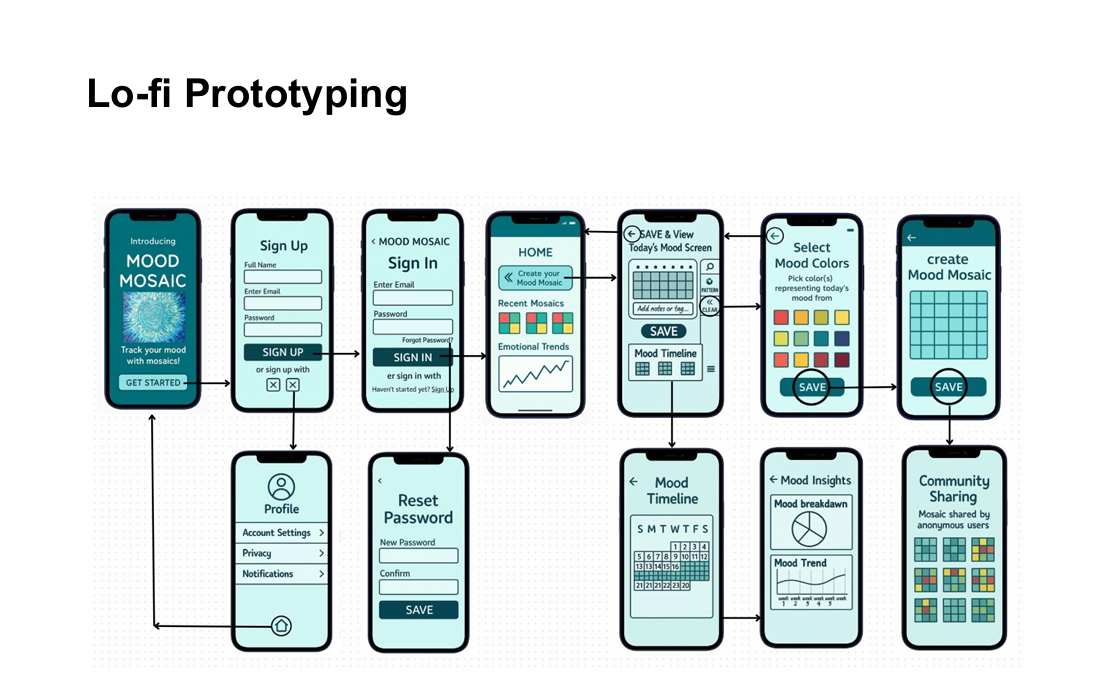 Lo-fi Prototyping
Introducing
MOOD
MOSAIC
Track your mood
with mosaics!
GET STARTED
Sign Up
Full Name
Enter Email
Password
SIGN UP
or sign up with
< MOOD MOSAIC
Sign In
Enter Email
Password
Forgot Password?
SIGN IN
er sign in with
Haven't started yet? Sign Up
HOME
Create your
Mood Mosaic
Recent Mosaics
Emotional Trends
SAVE & View
Today's Mood Screen
PATTERN
CLEAR
Add notes or tag...
SAVE
Mood Timeline
Select
Mood Colors
Pick color(s)
representing today's
mood from
SAVE
create
Mood Mosaic
SAVE
Profile
Account Settings >
Privacy >
Notifications >
Reset
Password
New Password
Confirm
SAVE
Mood
Timeline
S M T W T F S
1 2 3 4
5 6 7 8 9 10 11 12
13 13 14 15 16
21 21 21 22 23 20
Mood Insights
Mood breakdawn
Mood Trend
week week week week week
1 2 3 4 5
Community
Sharing
Mosaic shared by
anonymous users